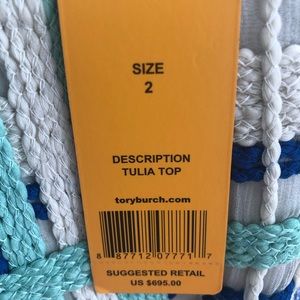 SIZE
2
DESCRIPTION
TULIA TOP
toryburch.com
8 87712 07771 7
SUGGESTED RETAIL
US $695.00